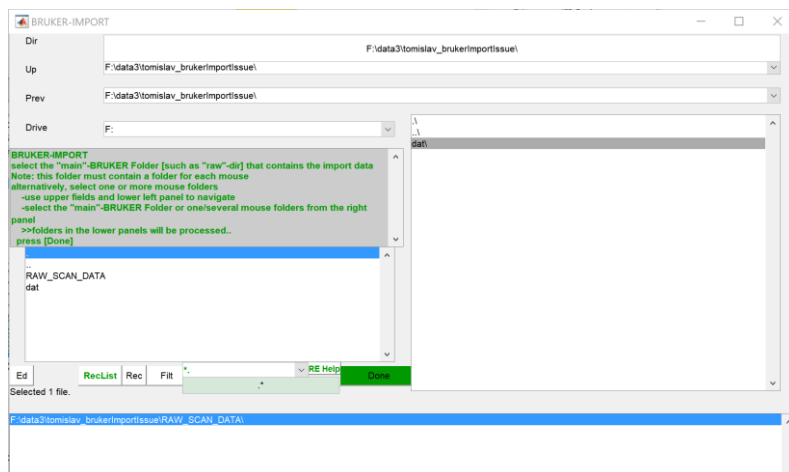 BRUKER-IMPORT
Dir
F:\data3\tomislav_brukerImportIssue\
Up
F:\data3\tomislav_brukerImportIssue\
Prev
F:\data3\tomislav_brukerImportIssue\
Drive
F:
.\
..\
dat\
BRUKER-IMPORT
select the "main"-BRUKER Folder [such as "raw"-dir] that contains the import data
Note: this folder must contain a folder for each mouse
alternatively, select one or more mouse folders
-use upper fields and lower left panel to navigate
-select the "main"-BRUKER Folder or one/several mouse folders from the right
panel
>>folders in the lower panels will be processed..
press [Done]
.
..
RAW_SCAN_DATA
dat
Ed
RecList
Rec
Filt
*.
RE Help
Done
.*
Selected 1 file.
F:\data3\tomislav_brukerImportIssue\RAW_SCAN_DATA\